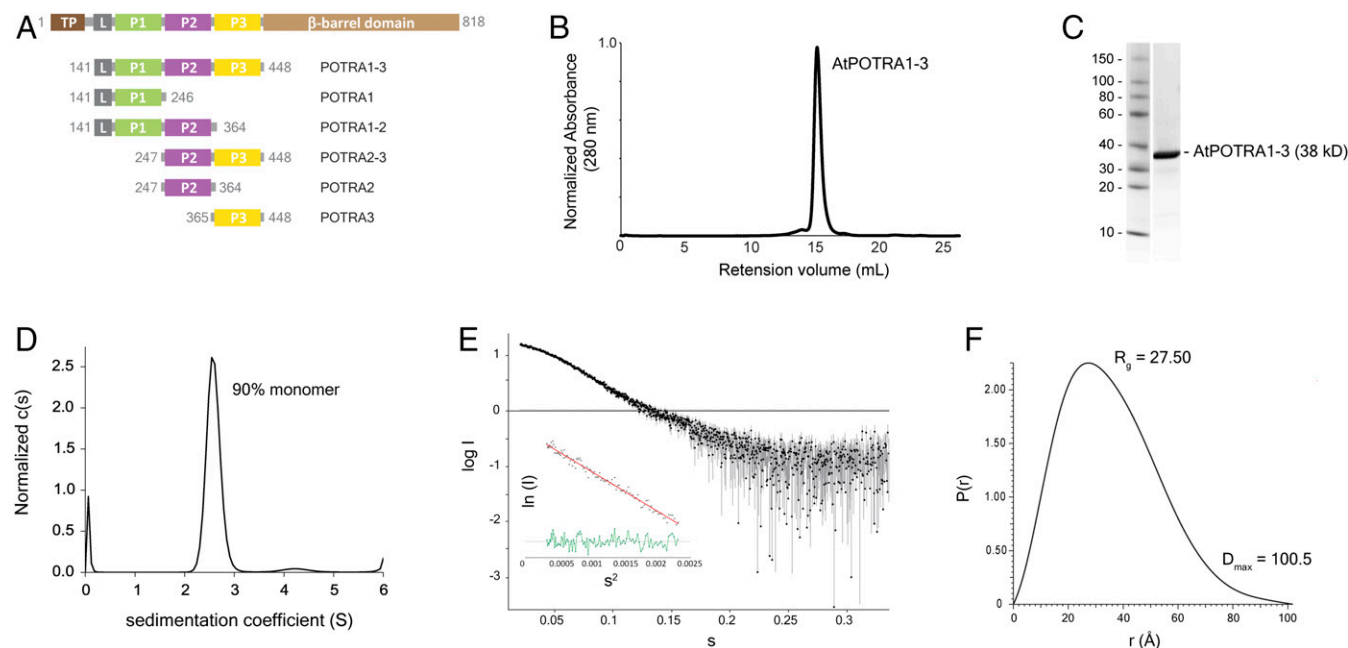 A
1 TP L P1 P2 P3 β-barrel domain 818
141 L P1 P2 P3 448 POTRA1-3
141 L P1 246 POTRA1
141 L P1 P2 364 POTRA1-2
247 P2 P3 448 POTRA2-3
247 P2 364 POTRA2
365 P3 448 POTRA3
B
Normalized Absorbance
(280 nm)
1.0
AtPOTRA1-3
0 5 10 15 20 25
Retension volume (mL)
C
150 -
100 -
80 -
60 -
40 -
30 -
20 -
10 -
- AtPOTRA1-3 (38 kD)
D
Normalized c(s)
2.5
2.0
1.5
1.0
0.5
0.0
90% monomer
0 1 2 3 4 5 6
sedimentation coefficient (S)
E
log I
1
0
-1
-2
-3
ln (I)
0 0.0005 0.001 0.0015 0.002 0.0025
s2
0.05 0.1 0.15 0.2 0.25 0.3
s
F
P(r)
2.00
1.50
1.00
0.50
0.00
Rg = 27.50
Dmax = 100.5
0 20 40 60 80 100
r (Å)